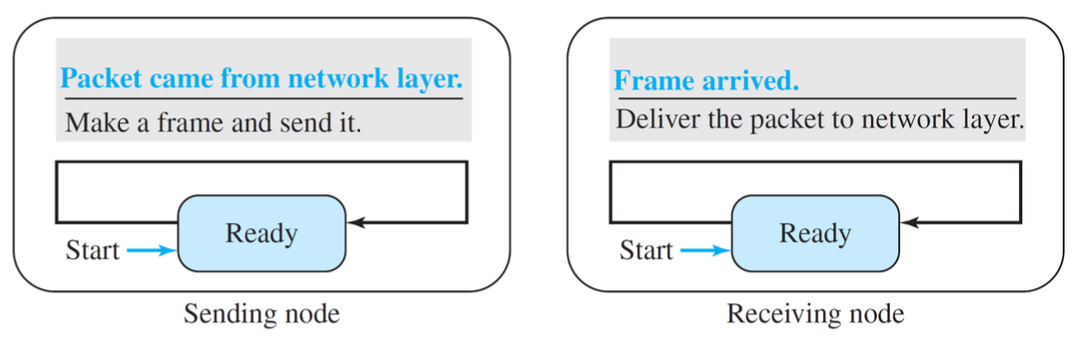 Packet came from network layer.
Make a frame and send it.
Start
Ready
Sending node
Frame arrived.
Deliver the packet to network layer.
Start
Ready
Receiving node